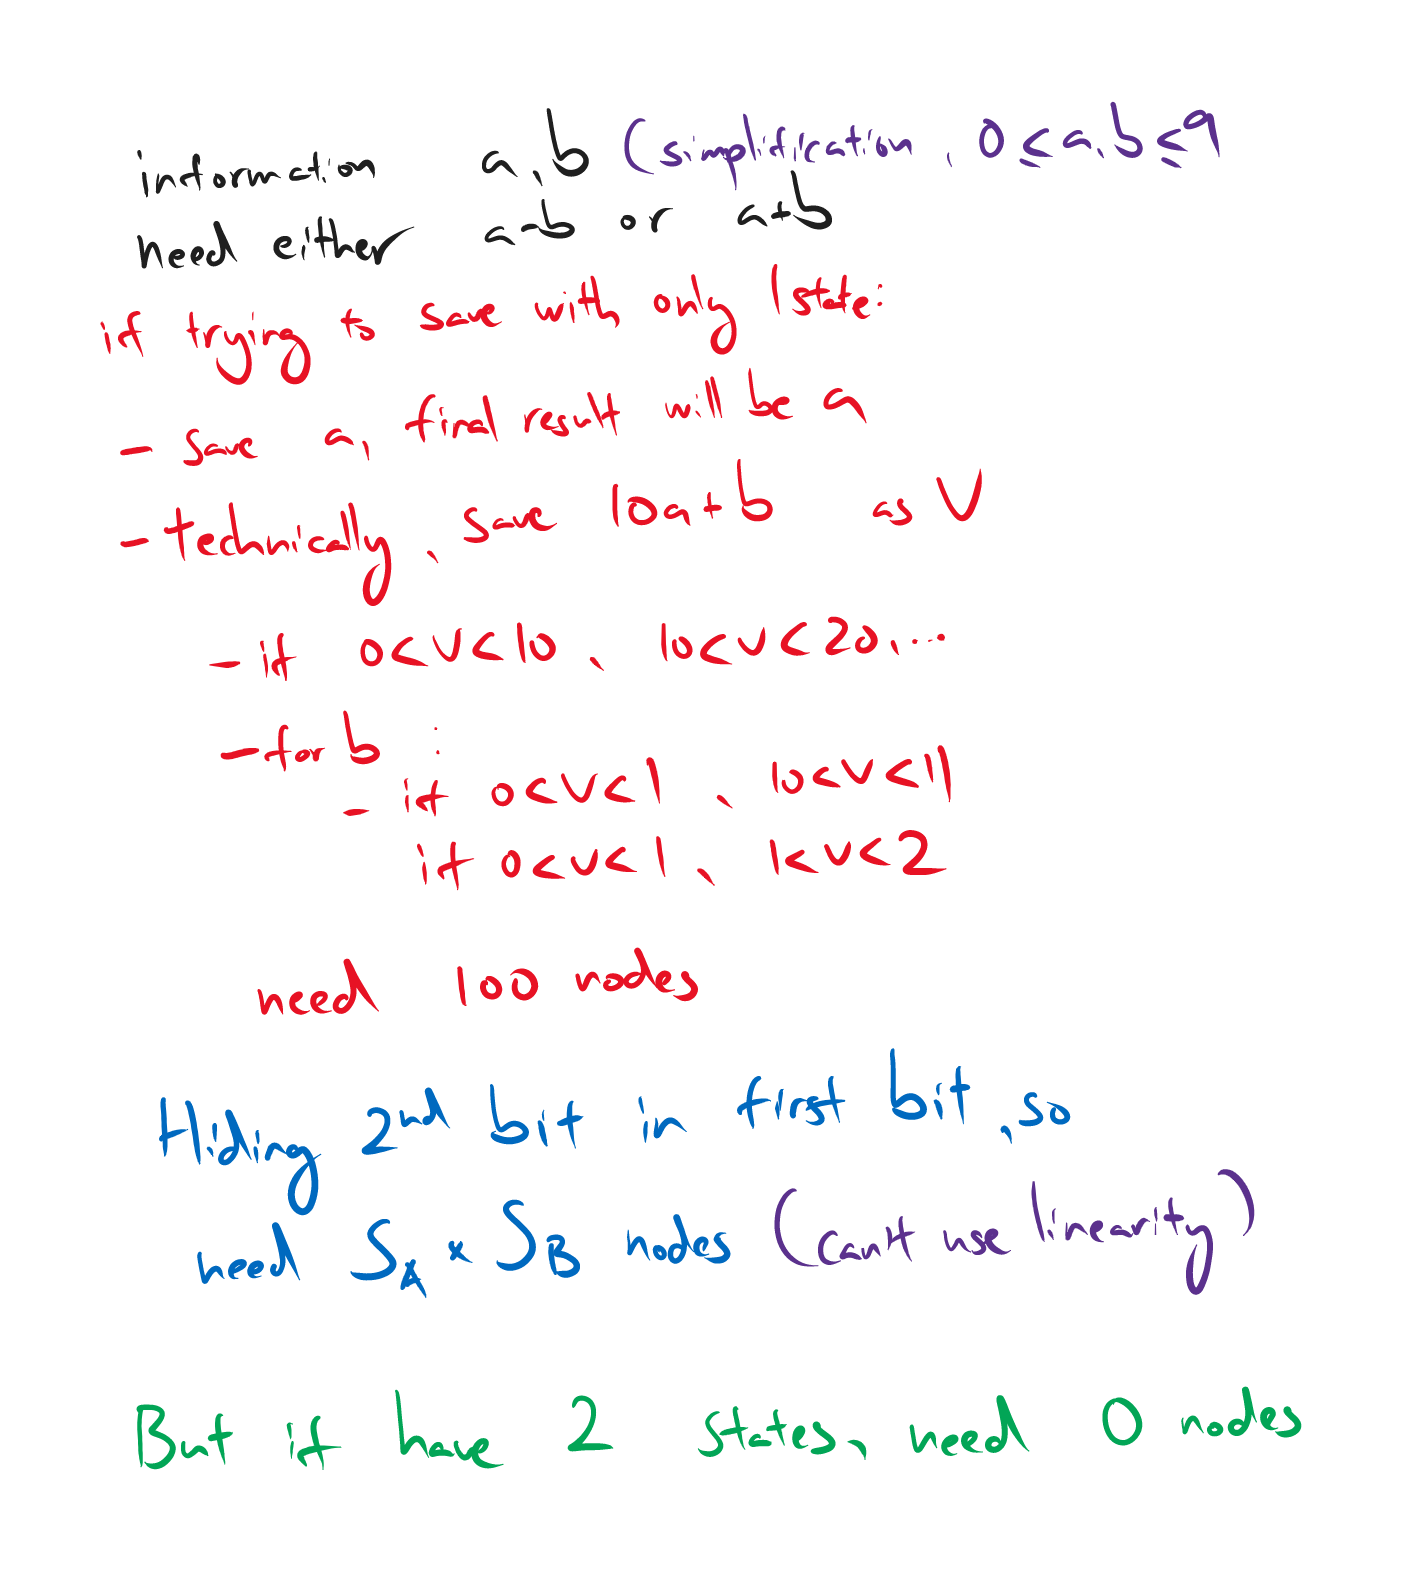 information a, b (simplification, 0 ≤ a, b ≤ 9
need either a-b or a+b
if trying to save with only 1 state:
- save a, final result will be a
- technically, save 10a+b as V
- if 0<V<10, 10<V<20, ...
- for b :
- if 0<V<1, 10<V<11
if 0<V<1, 1<V<2
need 100 nodes
Hiding 2nd bit in first bit, so
need S_A × S_B nodes (can't use linearity)
But if have 2 states, need 0 nodes